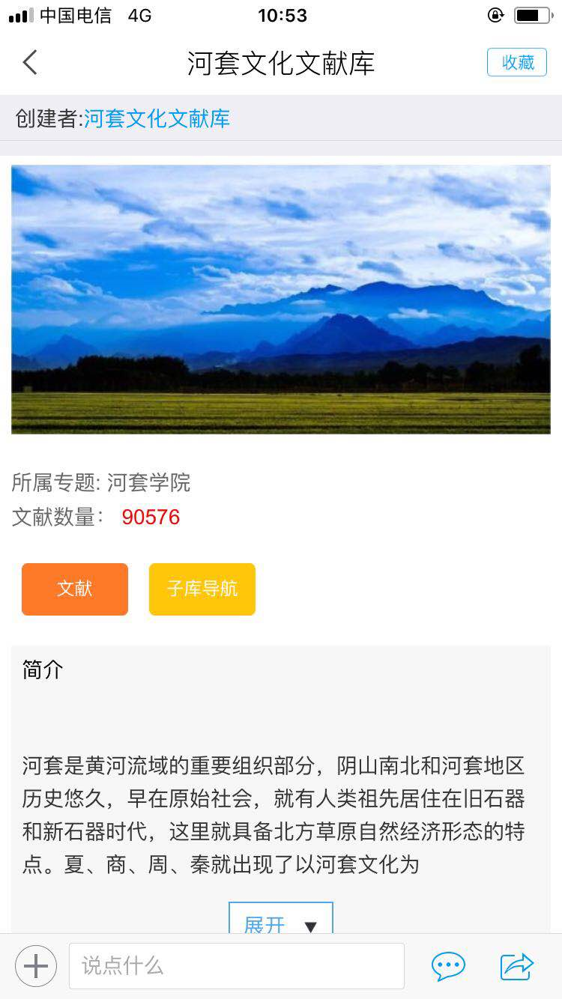 中国电信 4G 10:53
河套文化文献库
收藏
创建者:河套文化文献库
所属专题: 河套学院
文献数量： 90576
文献 子库导航
简介
河套是黄河流域的重要组织部分，阴山南北和河套地区
历史悠久，早在原始社会，就有人类祖先居住在旧石器
和新石器时代，这里就具备北方草原自然经济形态的特
点。夏、商、周、秦就出现了以河套文化为
展开 ▼
说点什么